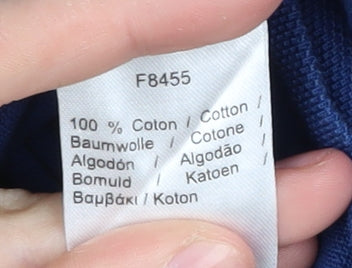 F8455
100 % Coton / Cotton /
Baumwolle / Cotone /
Algodón / Algodão /
Bomuld / Katoen /
Βαμβάκι / Koton